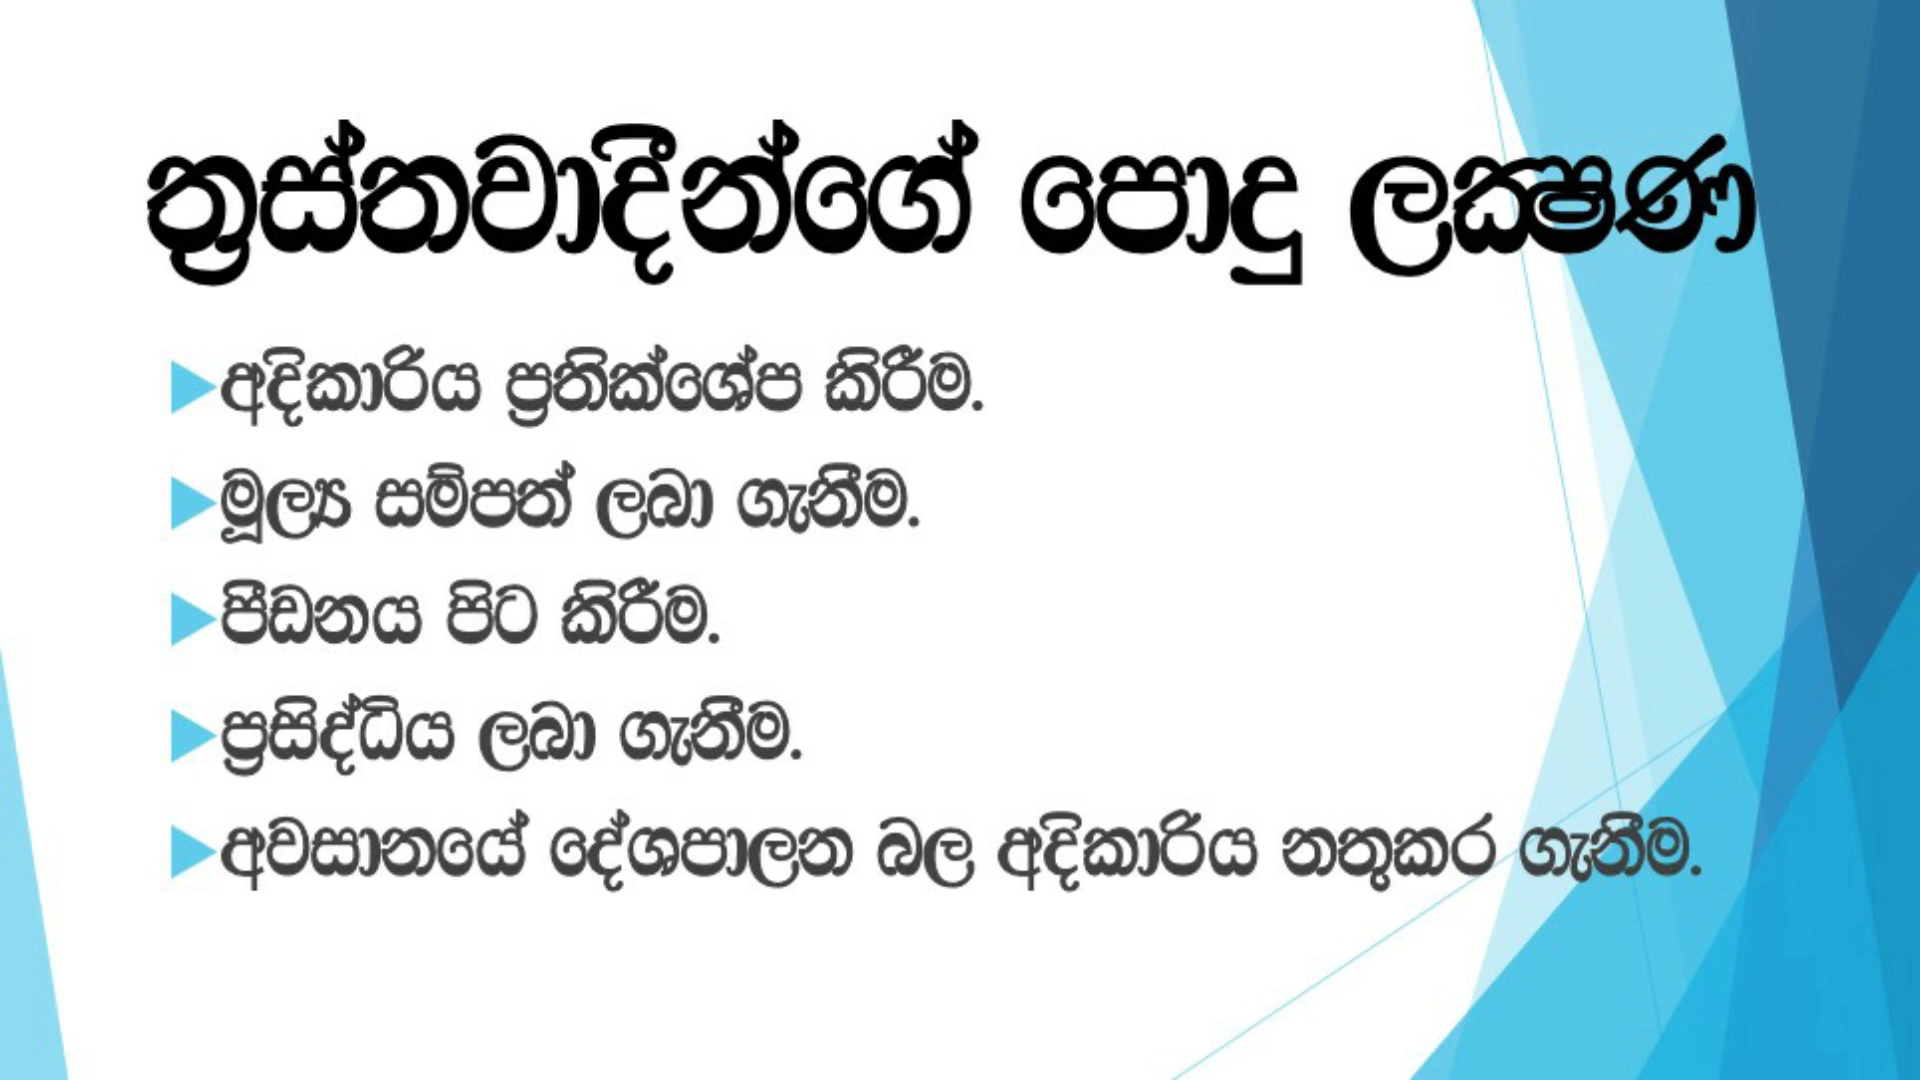 ත්‍රස්තවාදීන්ගේ පොදු ලක්ෂණ
අදිකාරිය ප්‍රතික්ශේප කිරීම.
මූල්‍ය සම්පත් ලබා ගැනීම.
පීඩනය පිට කිරීම.
ප්‍රසිද්ධිය ලබා ගැනීම.
අවසානයේ දේශපාලන බල අදිකාරිය නතුකර ගැනීම.